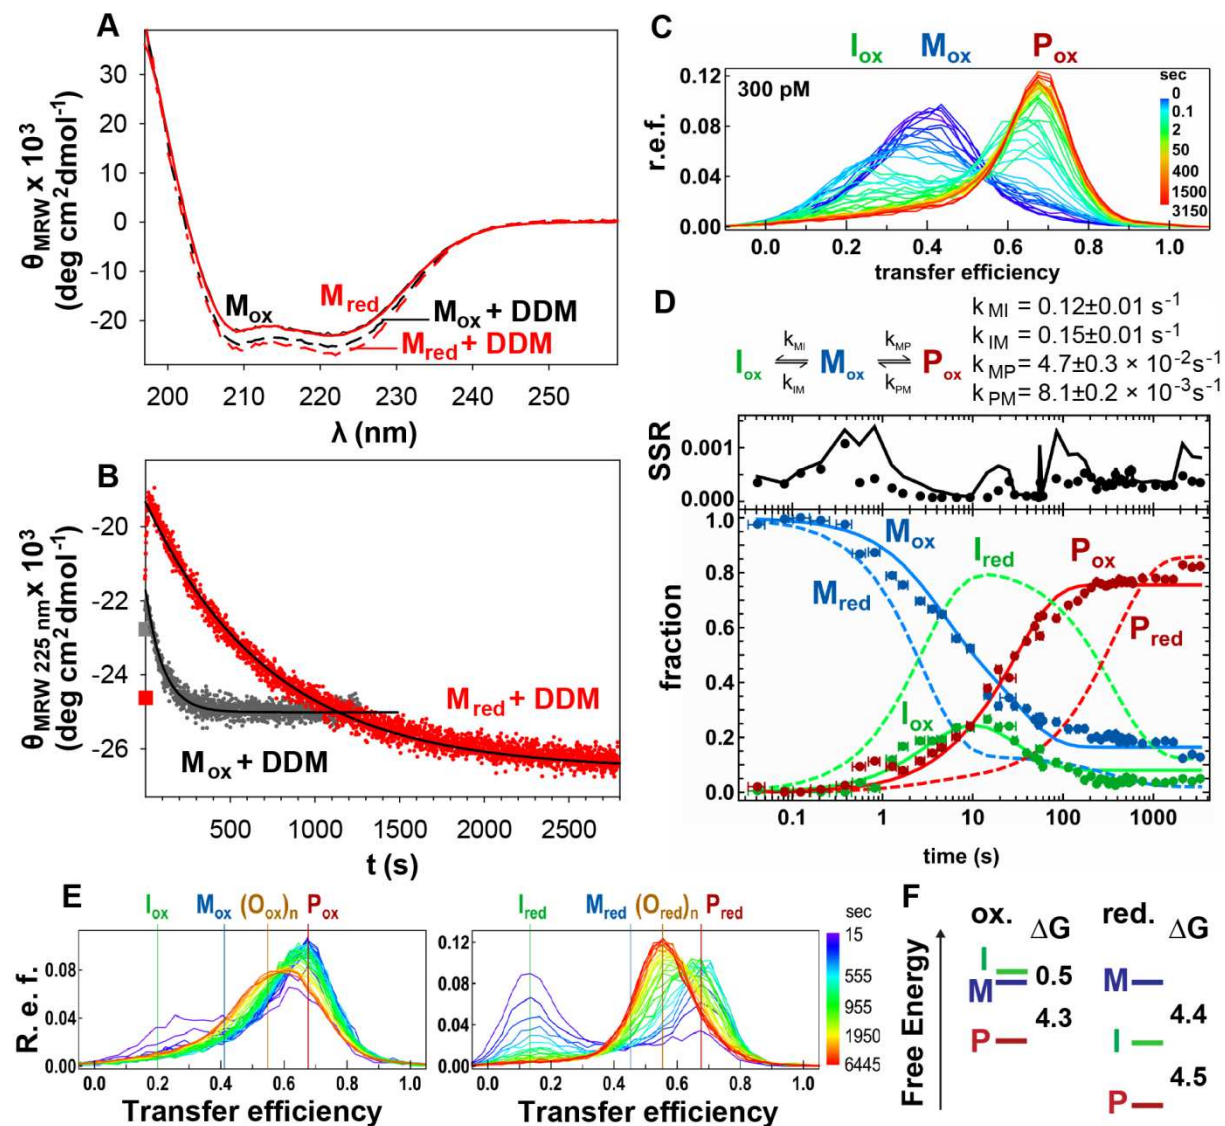 A
θMRW x 10³
(deg cm²dmol⁻¹)
30
20
10
0
-10
-20
Mox
Mred
Mox + DDM
Mred + DDM
200 210 220 230 240 250
λ (nm)
B
θMRW 225 nm x 10³
(deg cm²dmol⁻¹)
-20
-22
-24
-26
Mred + DDM
Mox + DDM
500 1000 1500 2000 2500
t (s)
C
Iox Mox Pox
300 pM
r.e.f.
0.12
0.08
0.04
0.00
sec
0
0.1
2
50
400
1500
3150
0.0 0.2 0.4 0.6 0.8 1.0
transfer efficiency
D
kMI kMP
Iox Mox Pox
kIM kPM
k MI = 0.12±0.01 s⁻¹
k IM = 0.15±0.01 s⁻¹
k MP = 4.7±0.3 × 10⁻²s⁻¹
k PM = 8.1±0.2 × 10⁻³s⁻¹
SSR
0.001
0.000
fraction
1.0
0.8
0.6
0.4
0.2
0.0
Mox
Ired
Pox
Mred
Pred
Iox
0.1 1 10 100 1000
time (s)
E
Iox Mox (Oox)n Pox
R. e. f.
0.08
0.04
0.00
0.0 0.2 0.4 0.6 0.8 1.0
Transfer efficiency
Ired Mred (Ored)n Pred
0.12
0.08
0.04
0.00
0.0 0.2 0.4 0.6 0.8 1.0
Transfer efficiency
sec
15
555
955
1950
6445
F
Free Energy
ox. ΔG
I
M
P
0.5
4.3
red. ΔG
M
I
P
4.4
4.5